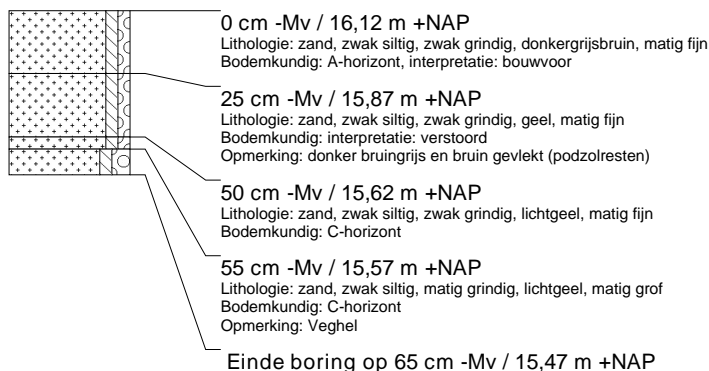 0 cm -Mv / 16,12 m +NAP
Lithologie: zand, zwak siltig, zwak grindig, donkergrijsbruin, matig fijn
Bodemkundig: A-horizont, interpretatie: bouwvoor
25 cm -Mv / 15,87 m +NAP
Lithologie: zand, zwak siltig, zwak grindig, geel, matig fijn
Bodemkundig: interpretatie: verstoord
Opmerking: donker bruingrijs en bruin gevlekt (podzolresten)
50 cm -Mv / 15,62 m +NAP
Lithologie: zand, zwak siltig, zwak grindig, lichtgeel, matig fijn
Bodemkundig: C-horizont
55 cm -Mv / 15,57 m +NAP
Lithologie: zand, zwak siltig, matig grindig, lichtgeel, matig grof
Bodemkundig: C-horizont
Opmerking: Veghel
Einde boring op 65 cm -Mv / 15,47 m +NAP